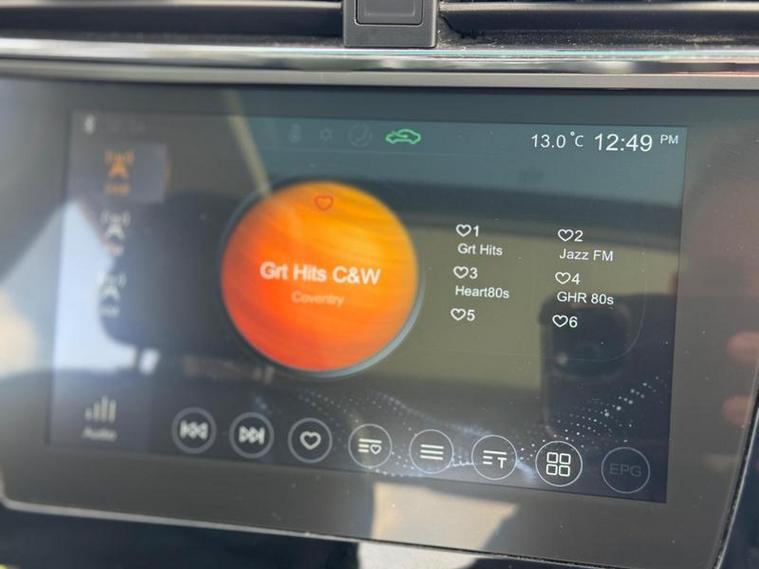 13.0°C 12:49 PM
DAB
Grt Hits C&W
Coventry
1
Grt Hits
2
Jazz FM
3
Heart80s
4
GHR 80s
5
6
Audio
T
EPG